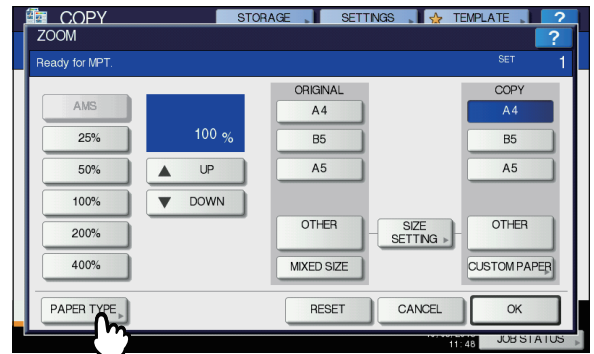 COPY
STORAGE SETTINGS TEMPLATE ?
ZOOM ?
Ready for MPT. SET 1
ORIGINAL COPY
AMS A4 A4
25% 100 % B5 B5
50% UP A5 A5
100% DOWN
200% OTHER SIZE SETTING OTHER
400% MIXED SIZE CUSTOM PAPER
PAPER TYPE RESET CANCEL OK
11:48 JOB STATUS